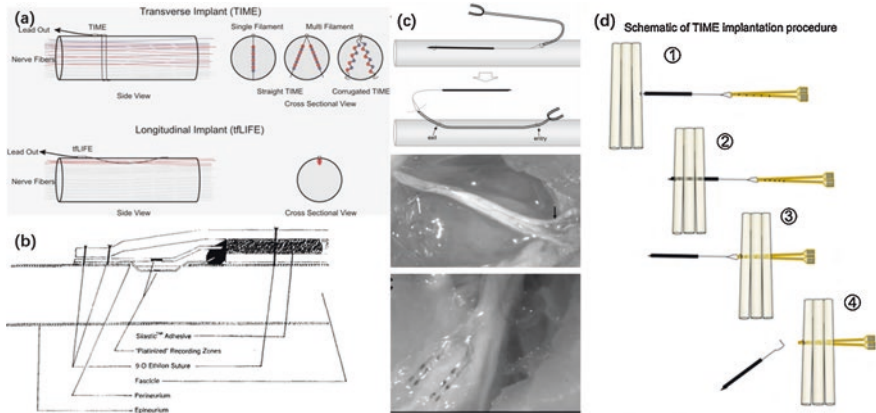 (a)
Transverse Implant (TIME)
Lead Out
TIME
Single Filament
Multi Filament
Nerve Fibers
Straight TIME
Corrugated TIME
Side View
Cross Sectional View
Longitudinal Implant (tfLIFE)
tfLIFE
Lead Out
Nerve Fibers
Side View
Cross Sectional View
(b)
Silastic™ Adhesive
'Platinized' Recording Zones
9-O Ethilon Suture
Fascicle
Perineurium
Epineurium
(c)
exit
entry
(d)
Schematic of TIME implantation procedure
①
②
③
④